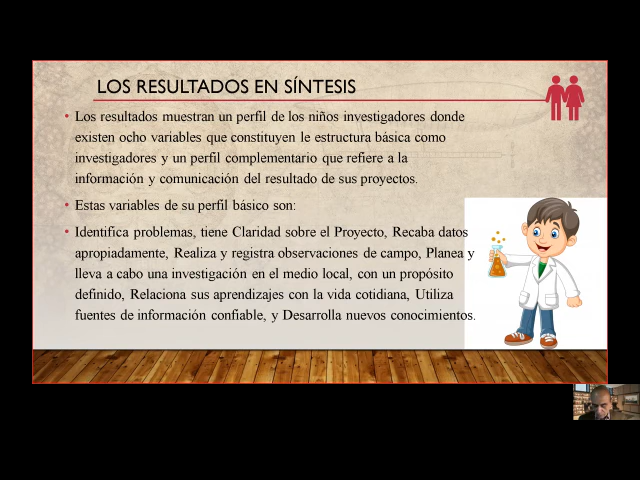 LOS RESULTADOS EN SÍNTESIS
• Los resultados muestran un perfil de los niños investigadores donde
existen ocho variables que constituyen le estructura básica como
investigadores y un perfil complementario que refiere a la
información y comunicación del resultado de sus proyectos.
• Estas variables de su perfil básico son:
• Identifica problemas, tiene Claridad sobre el Proyecto, Recaba datos
apropiadamente, Realiza y registra observaciones de campo, Planea y
lleva a cabo una investigación en el medio local, con un propósito
definido, Relaciona sus aprendizajes con la vida cotidiana, Utiliza
fuentes de información confiable, y Desarrolla nuevos conocimientos.